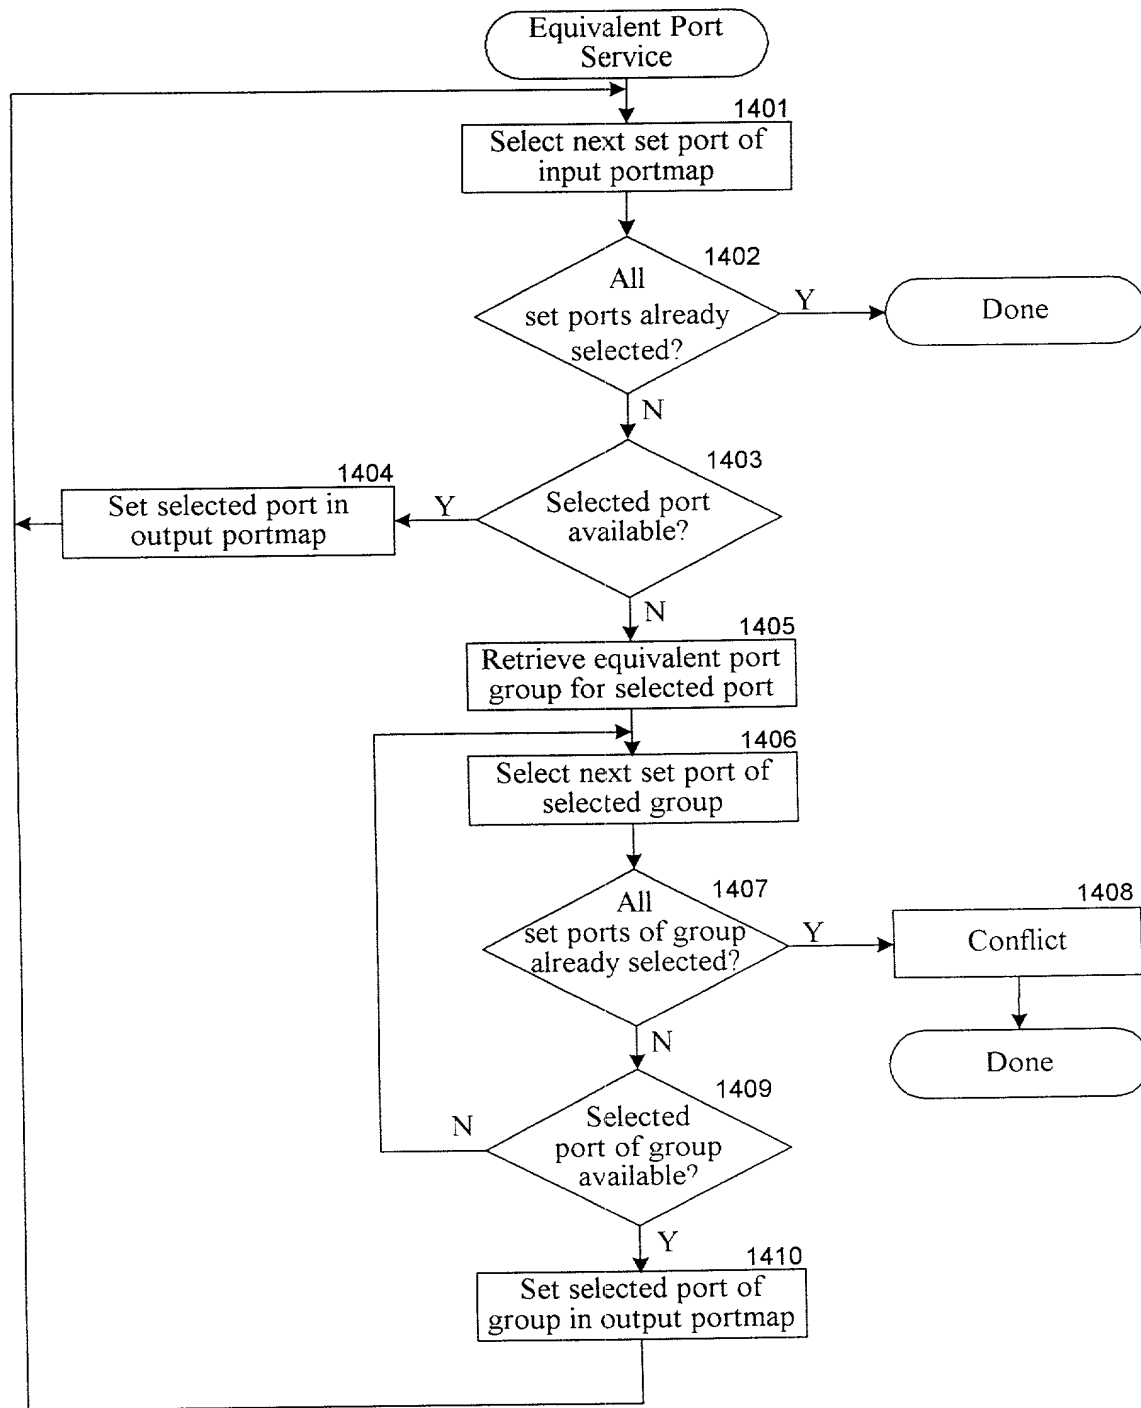 Equivalent Port
Service
1401
Select next set port of
input portmap
1402
All
set ports already
selected?
Y
Done
N
1403
Selected port
available?
Y
1404
Set selected port in
output portmap
N
1405
Retrieve equivalent port
group for selected port
1406
Select next set port of
selected group
1407
All
set ports of group
already selected?
Y
1408
Conflict
Done
N
1409
Selected
port of group
available?
N
Y
1410
Set selected port of
group in output portmap